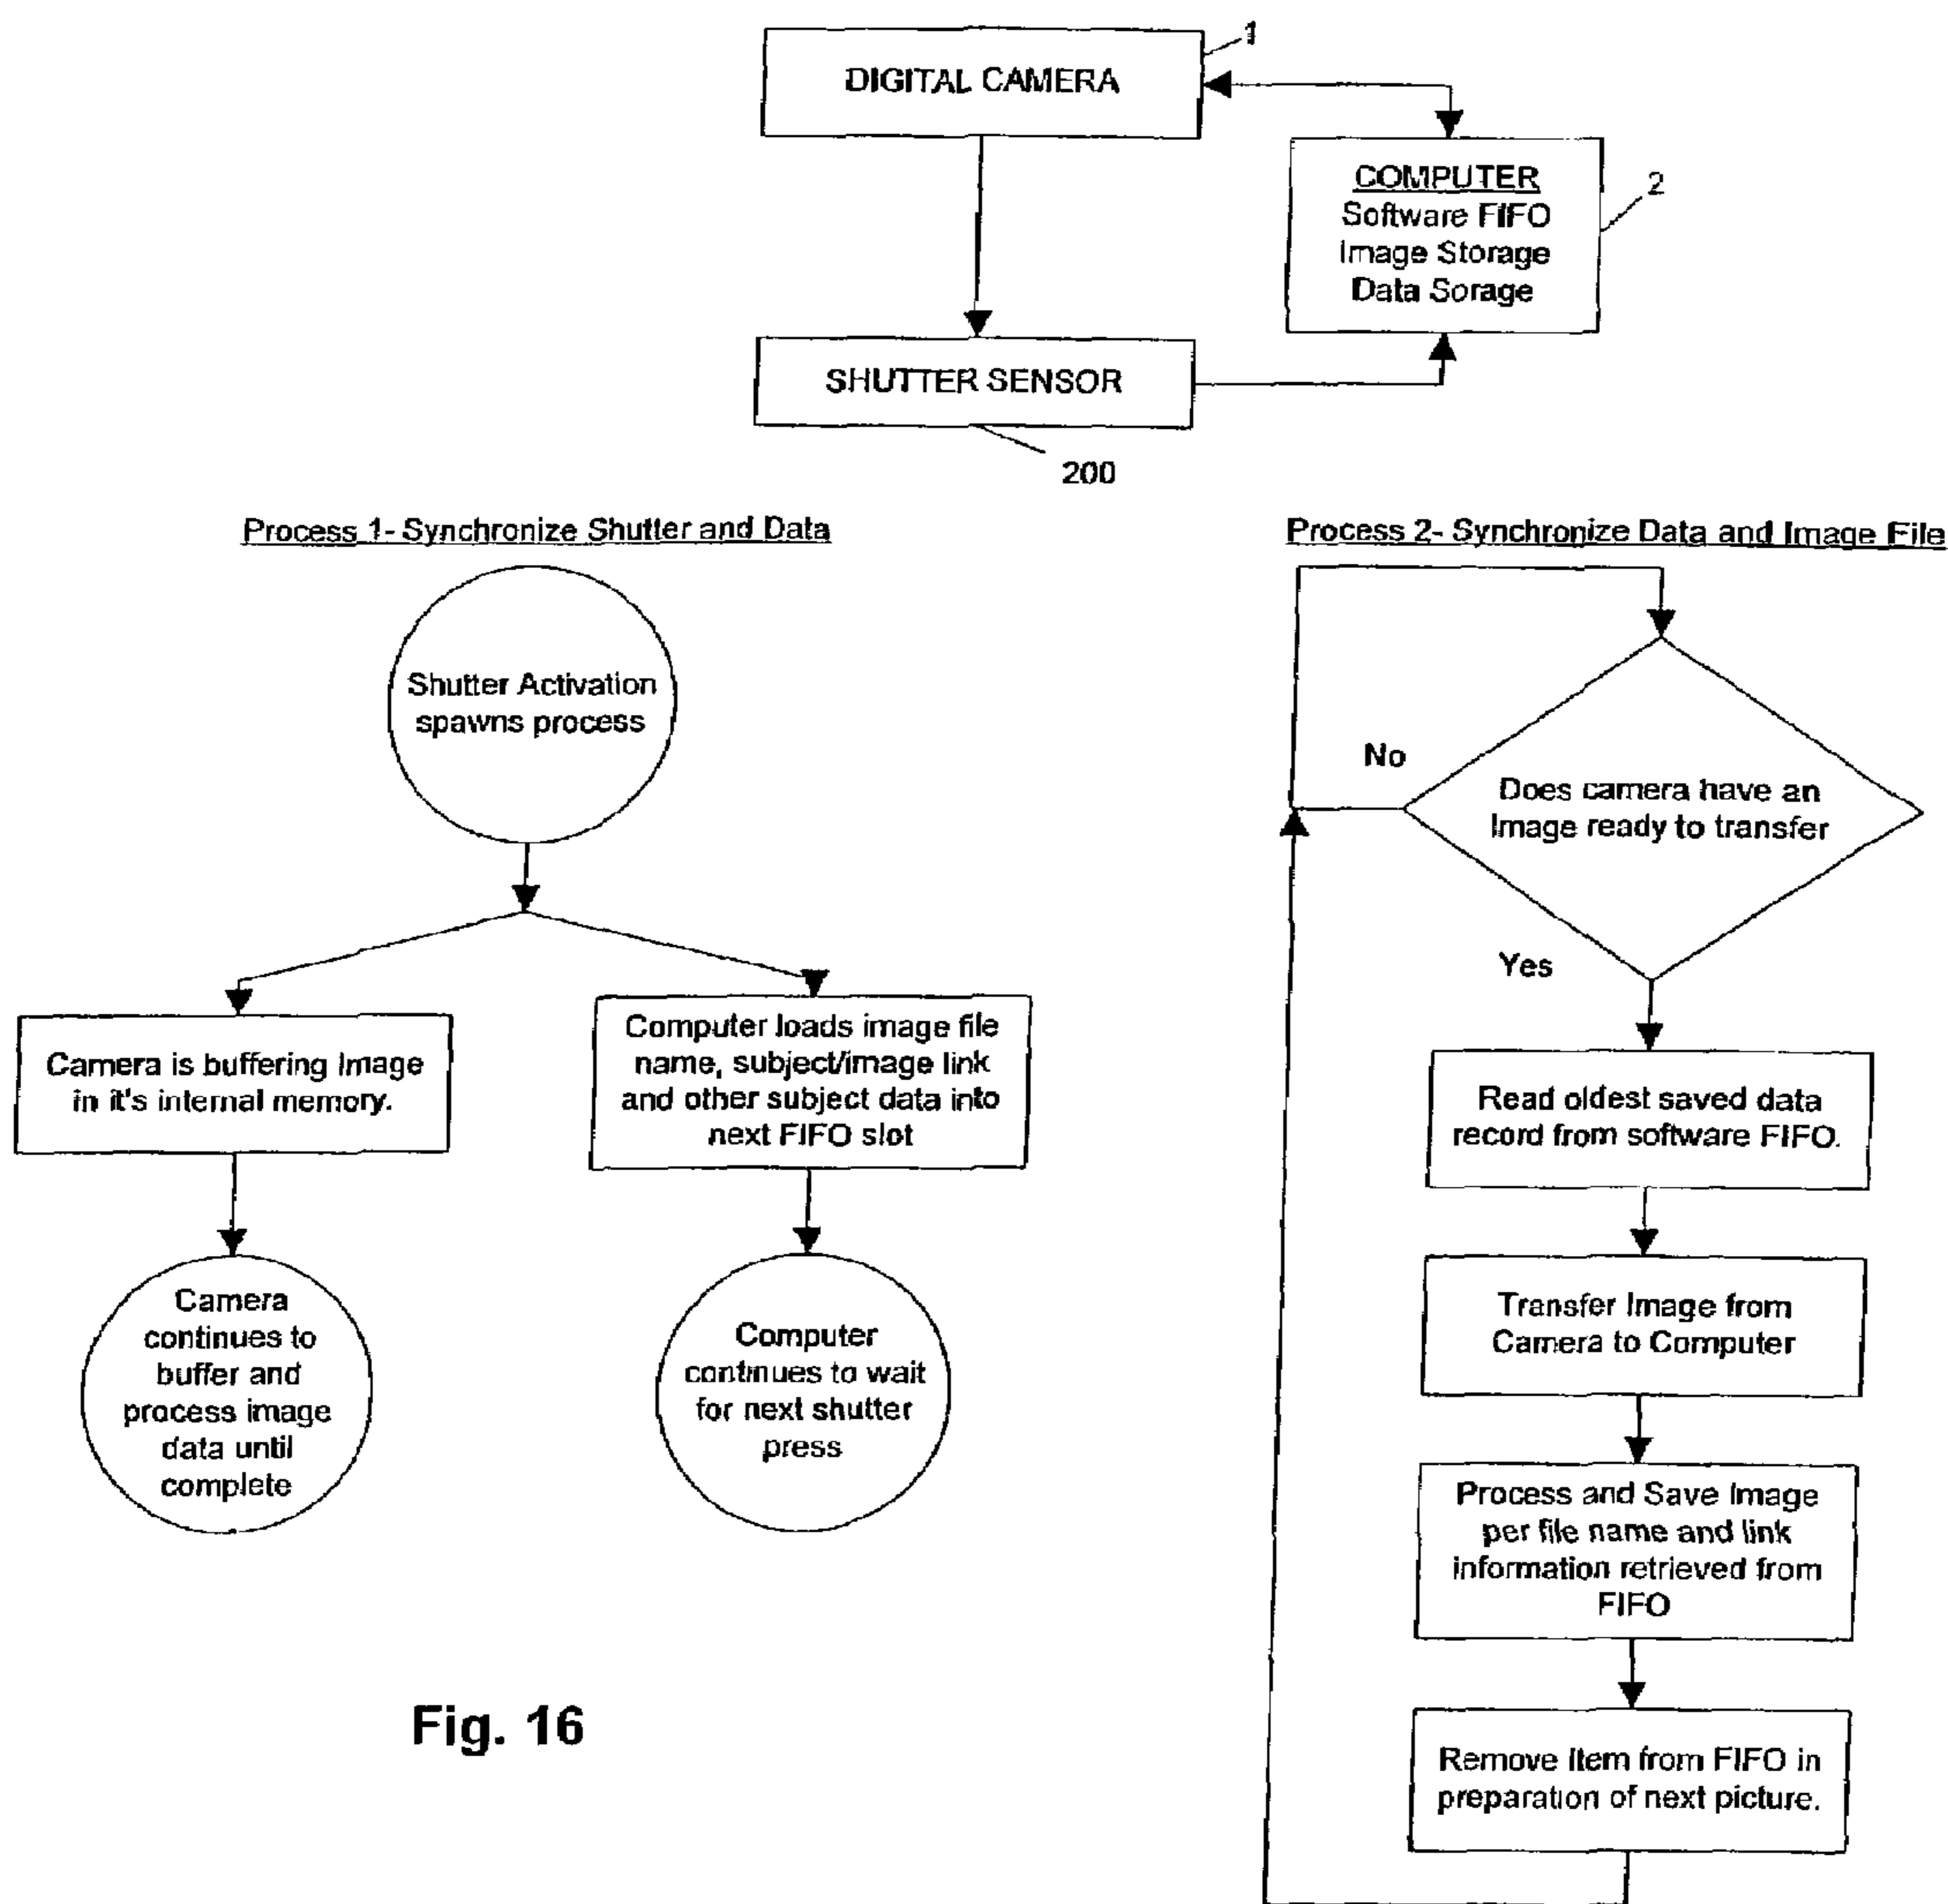 1
DIGITAL CAMERA
COMPUTER
Software FIFO
Image Storage
Data Sorage
2
SHUTTER SENSOR
200
Process 1- Synchronize Shutter and Data
Shutter Activation
spawns process
Camera is buffering Image
in it's internal memory.
Computer loads image file
name, subject/image link
and other subject data into
next FIFO slot
Camera
continues to
buffer and
process image
data until
complete
Computer
continues to wait
for next shutter
press
Process 2- Synchronize Data and Image File
No
Does camera have an
Image ready to transfer
Yes
Read oldest saved data
record from software FIFO.
Transfer Image from
Camera to Computer
Process and Save Image
per file name and link
information retrieved from
FIFO
Remove Item from FIFO in
preparation of next picture.
Fig. 16